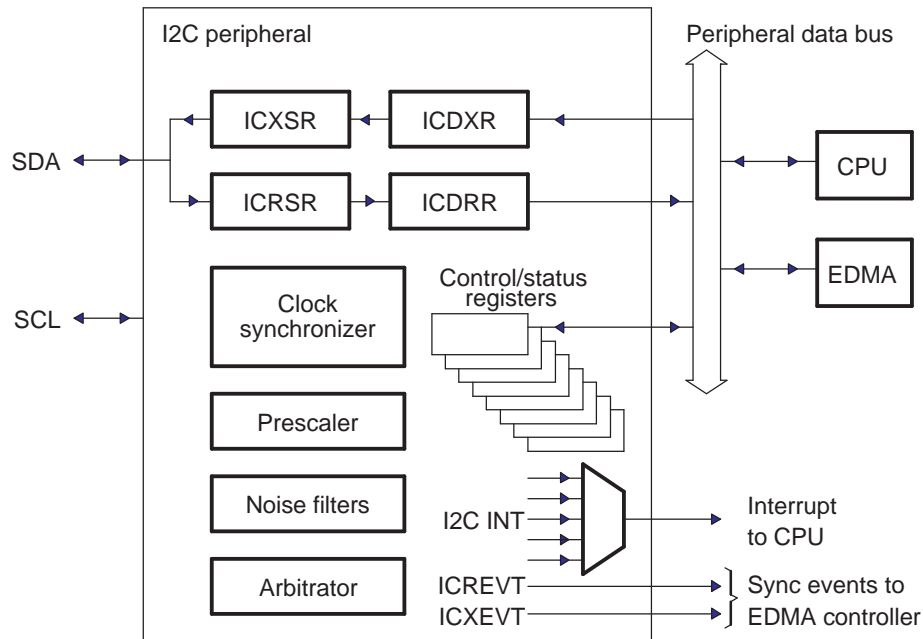 I2C peripheral
Peripheral data bus
ICXSR
ICDXR
SDA
CPU
ICRSR
ICDRR
EDMA
Control/status
registers
Clock
synchronizer
SCL
Prescaler
Noise filters
I2C INT
Interrupt
to CPU
Arbitrator
ICREVT
ICXEVT
Sync events to
EDMA controller